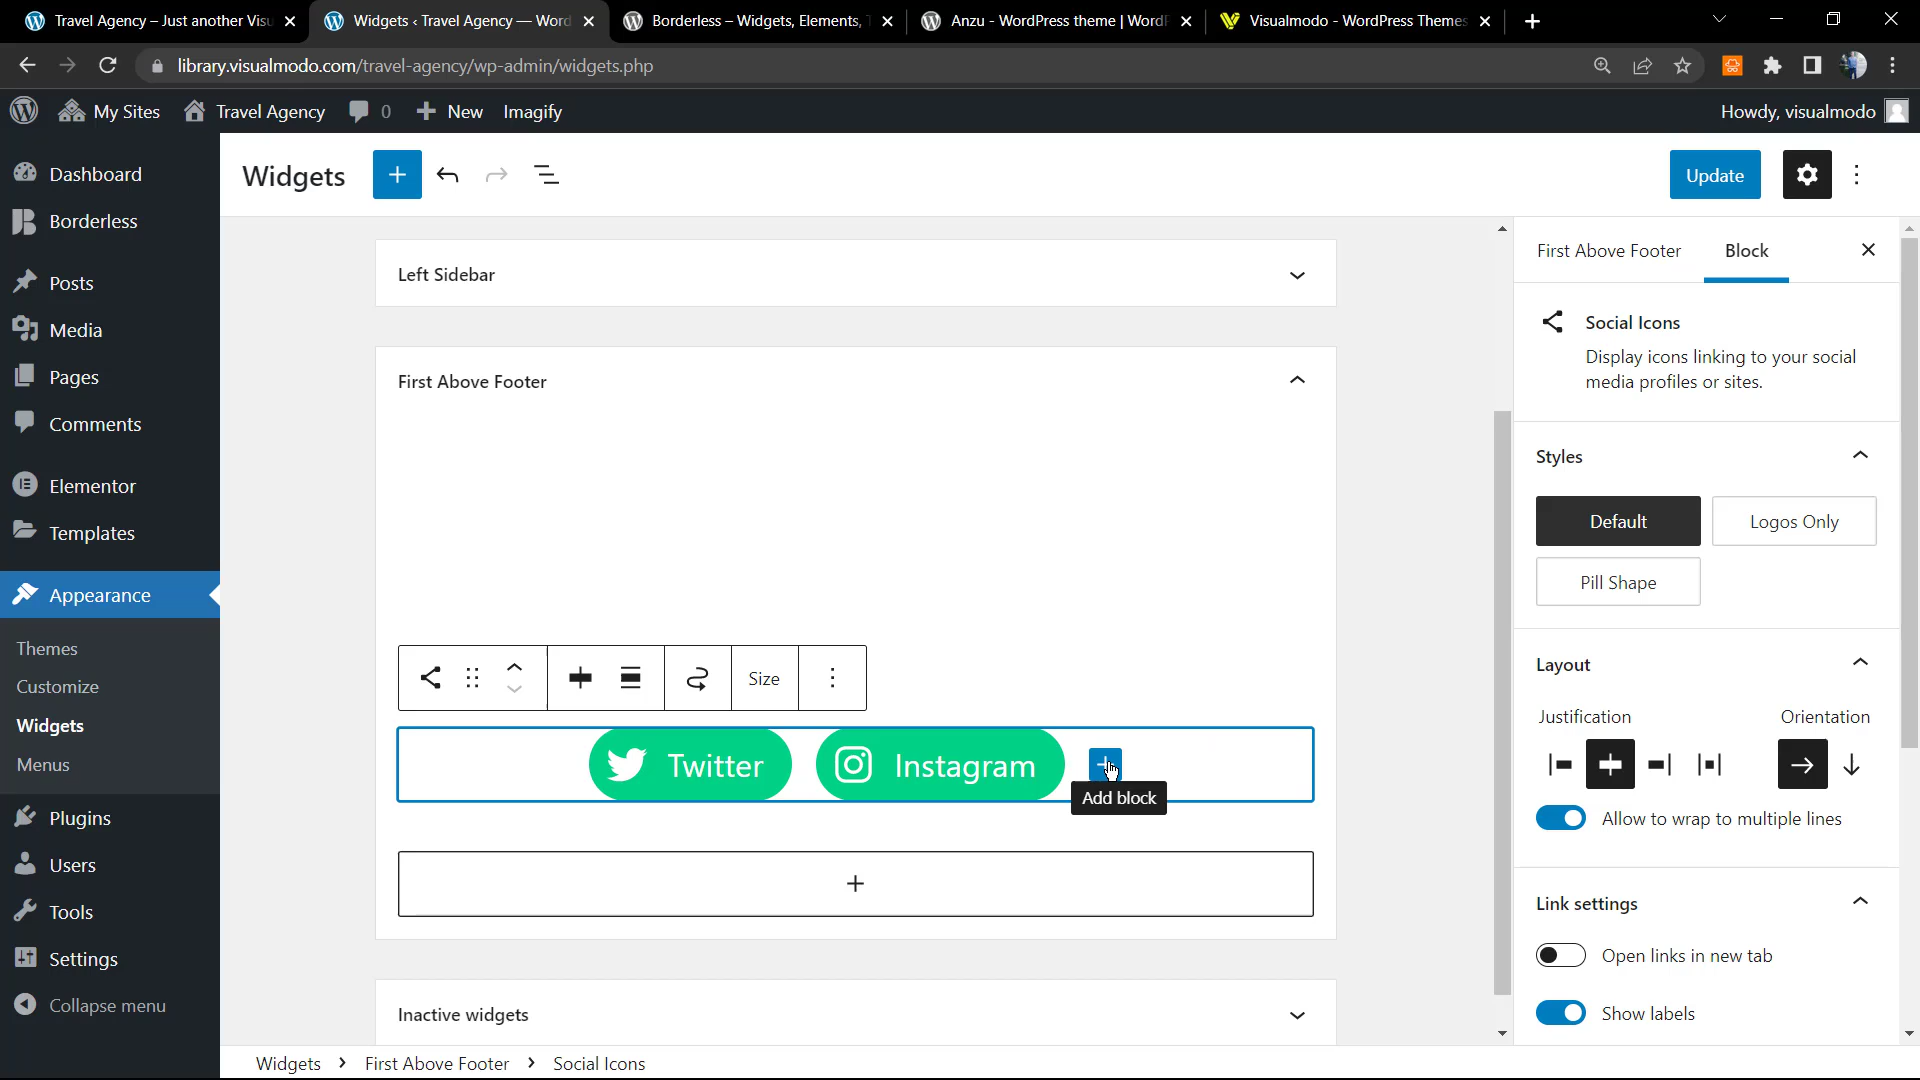 Travel Agency – Just another Visu
Widgets ‹ Travel Agency — Word
Borderless – Widgets, Elements, T
Anzu - WordPress theme | WordP
Visualmodo - WordPress Themes
library.visualmodo.com/travel-agency/wp-admin/widgets.php
My Sites
Travel Agency
0
New
Imagify
Howdy, visualmodo
Dashboard
Borderless
Posts
Media
Pages
Comments
Elementor
Templates
Appearance
Themes
Customize
Widgets
Menus
Plugins
Users
Tools
Settings
Collapse menu
Widgets
Update
Left Sidebar
First Above Footer
Size
Twitter
Instagram
Add block
Inactive widgets
Widgets
First Above Footer
Social Icons
First Above Footer
Block
Social Icons
Display icons linking to your social
media profiles or sites.
Styles
Default
Logos Only
Pill Shape
Layout
Justification
Orientation
Allow to wrap to multiple lines
Link settings
Open links in new tab
Show labels